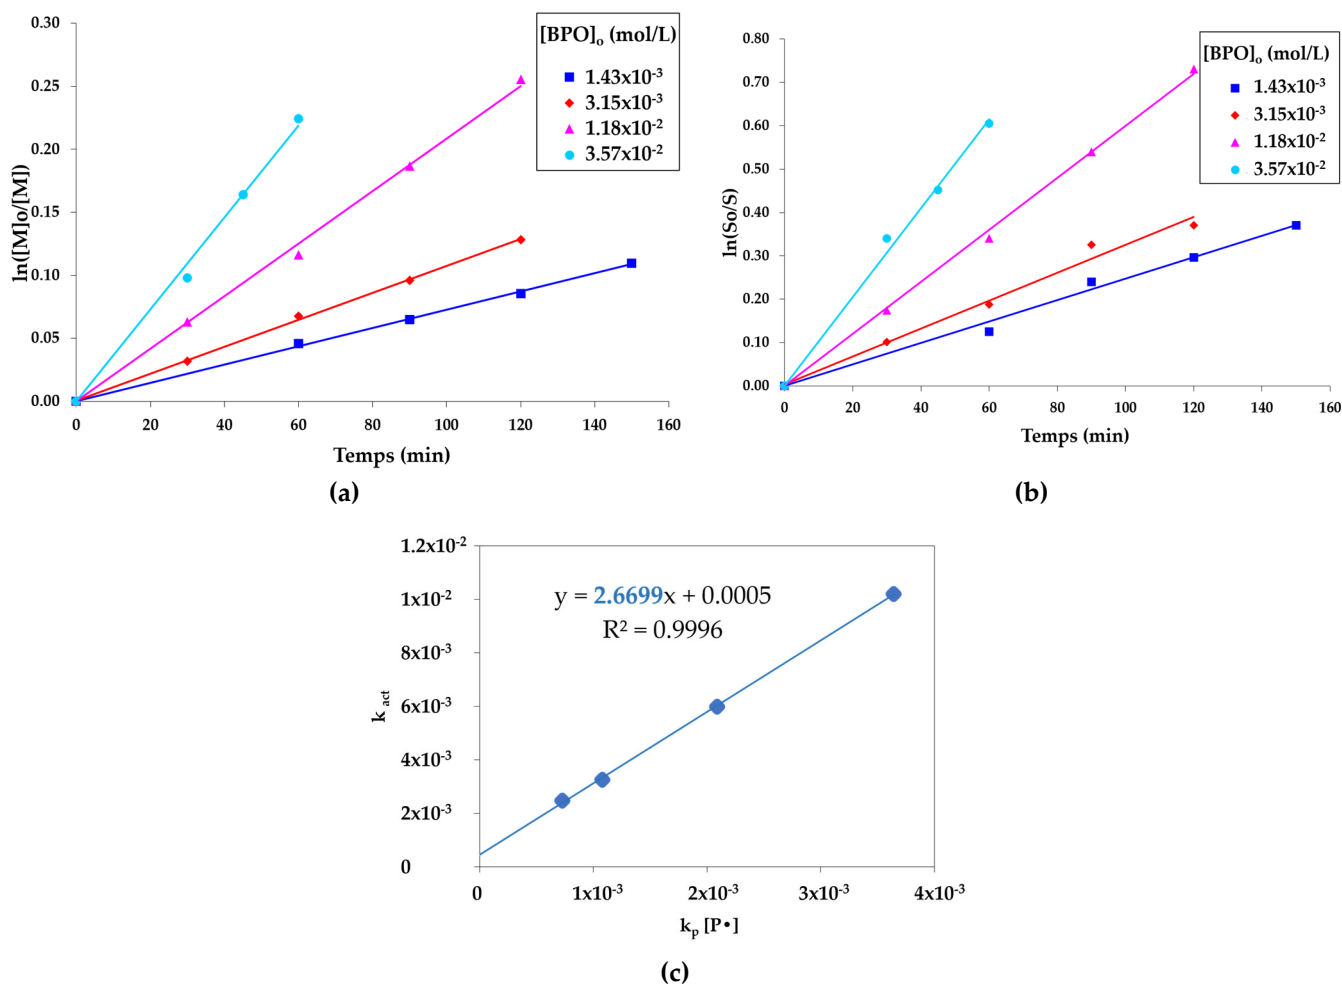 [BPO]ₒ (mol/L)
1.43x10⁻³
3.15x10⁻³
1.18x10⁻²
3.57x10⁻²
ln([M]o/[M])
0.30
0.25
0.20
0.15
0.10
0.05
0.00
0 20 40 60 80 100 120 140 160
Temps (min)
(a)
[BPO]ₒ (mol/L)
1.43x10⁻³
3.15x10⁻³
1.18x10⁻²
3.57x10⁻²
ln(So/S)
0.80
0.70
0.60
0.50
0.40
0.30
0.20
0.10
0.00
0 20 40 60 80 100 120 140 160
Temps (min)
(b)
y = 2.6699x + 0.0005
R² = 0.9996
k act
1.2x10⁻²
1x10⁻²
8x10⁻³
6x10⁻³
4x10⁻³
2x10⁻³
0
0 1x10⁻³ 2x10⁻³ 3x10⁻³ 4x10⁻³
kₚ [P•]
(c)